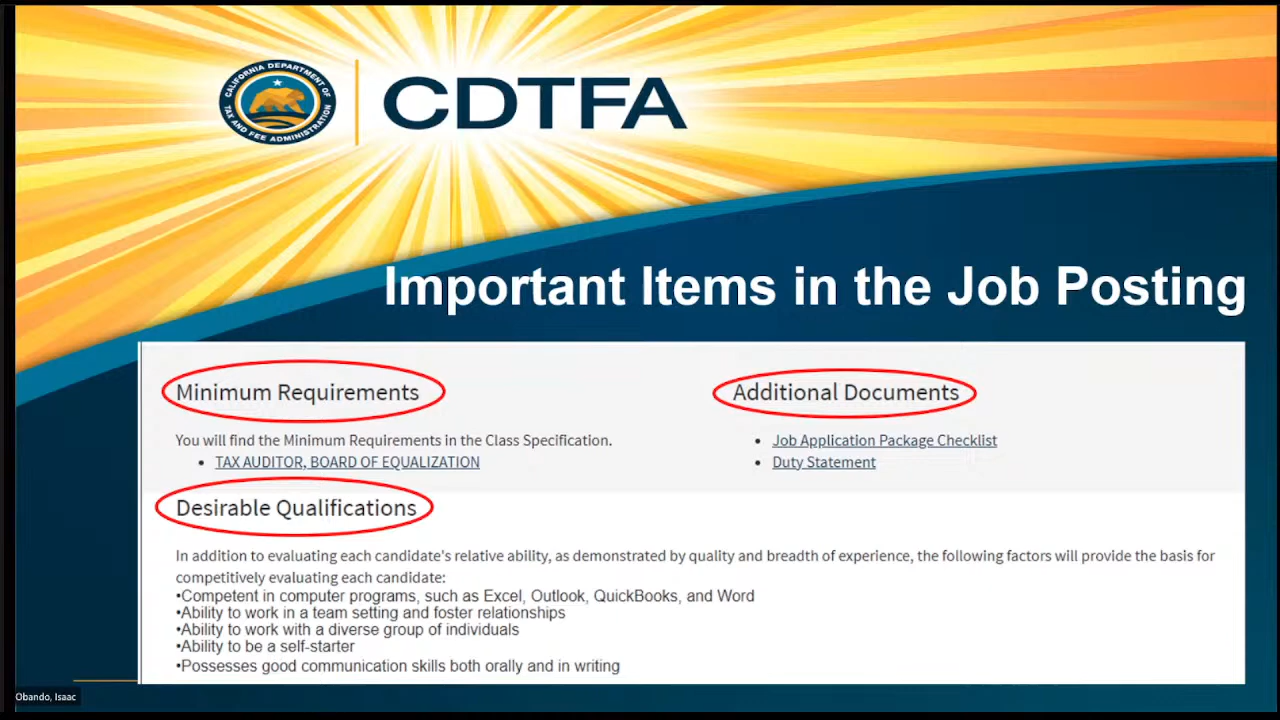 CALIFORNIA DEPARTMENT OF
TAX AND FEE ADMINISTRATION
CDTFA
Important Items in the Job Posting
Minimum Requirements
You will find the Minimum Requirements in the Class Specification.
• TAX AUDITOR, BOARD OF EQUALIZATION
Additional Documents
• Job Application Package Checklist
• Duty Statement
Desirable Qualifications
In addition to evaluating each candidate's relative ability, as demonstrated by quality and breadth of experience, the following factors will provide the basis for
competitively evaluating each candidate:
•Competent in computer programs, such as Excel, Outlook, QuickBooks, and Word
•Ability to work in a team setting and foster relationships
•Ability to work with a diverse group of individuals
•Ability to be a self-starter
•Possesses good communication skills both orally and in writing
Obando, Isaac